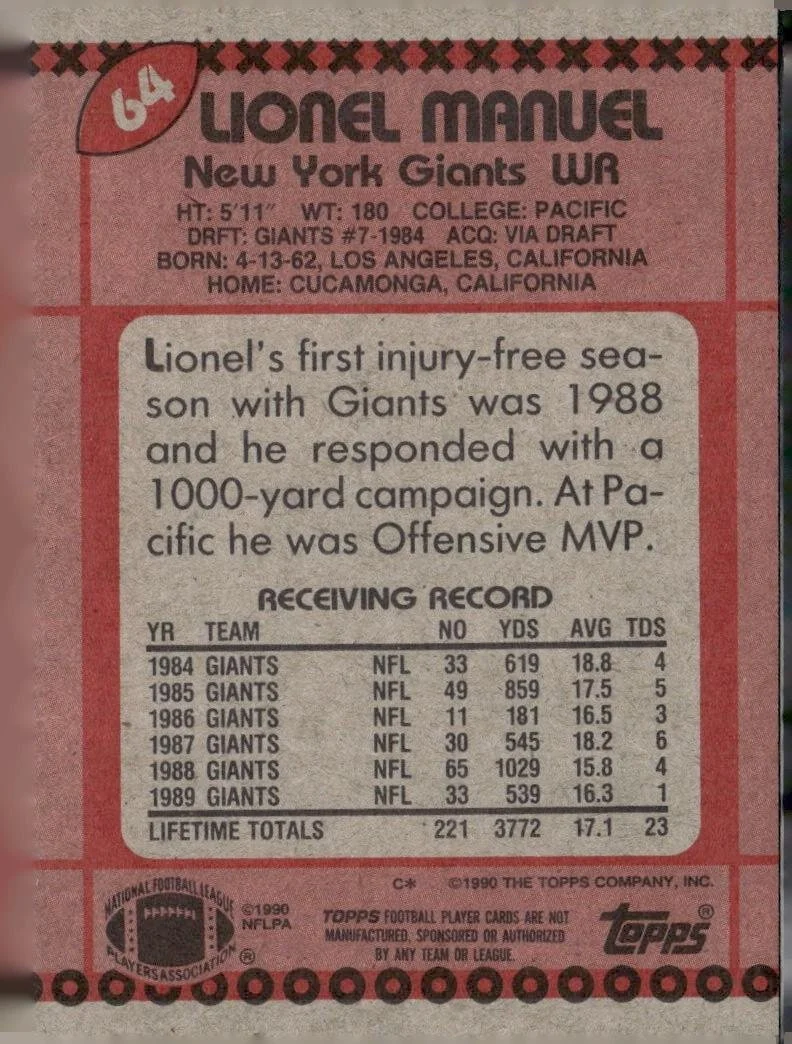 64
LIONEL MANUEL
New York Giants WR
HT: 5'11" WT: 180 COLLEGE: PACIFIC
DRFT: GIANTS #7-1984 ACQ: VIA DRAFT
BORN: 4-13-62, LOS ANGELES, CALIFORNIA
HOME: CUCAMONGA, CALIFORNIA
Lionel's first injury-free sea-
son with Giants was 1988
and he responded with a
1000-yard campaign. At Pa-
cific he was Offensive MVP.
RECEIVING RECORD
YR TEAM NO YDS AVG TDS
1984 GIANTS NFL 33 619 18.8 4
1985 GIANTS NFL 49 859 17.5 5
1986 GIANTS NFL 11 181 16.5 3
1987 GIANTS NFL 30 545 18.2 6
1988 GIANTS NFL 65 1029 15.8 4
1989 GIANTS NFL 33 539 16.3 1
LIFETIME TOTALS 221 3772 17.1 23
C* ©1990 THE TOPPS COMPANY, INC.
NATIONAL FOOTBALL LEAGUE
PLAYERS ASSOCIATION ®
©1990
NFLPA
TOPPS FOOTBALL PLAYER CARDS ARE NOT
MANUFACTURED, SPONSORED OR AUTHORIZED
BY ANY TEAM OR LEAGUE.
topps®